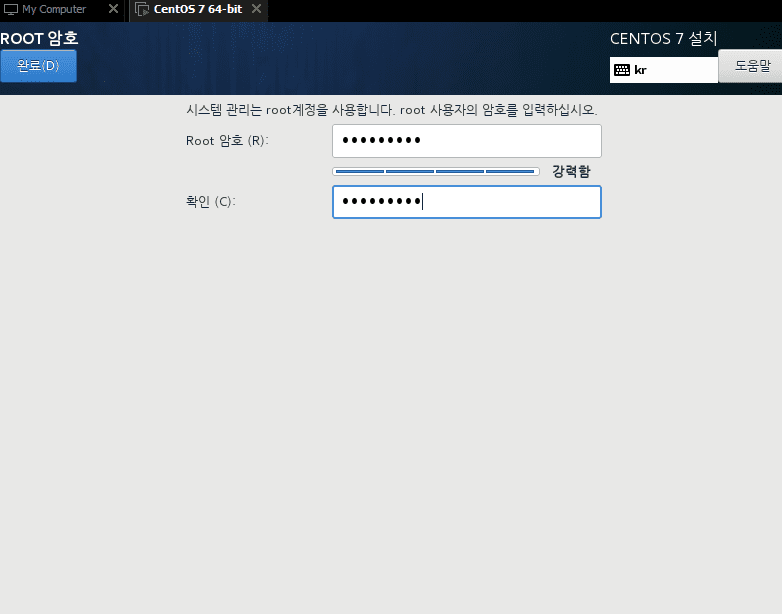 My Computer
CentOS 7 64-bit
ROOT 암호
CENTOS 7 설치
완료(D)
kr
도움말
시스템 관리는 root계정을 사용합니다. root 사용자의 암호를 입력하십시오.
Root 암호 (R):
●●●●●●●●●
강력함
확인 (C):
●●●●●●●●●